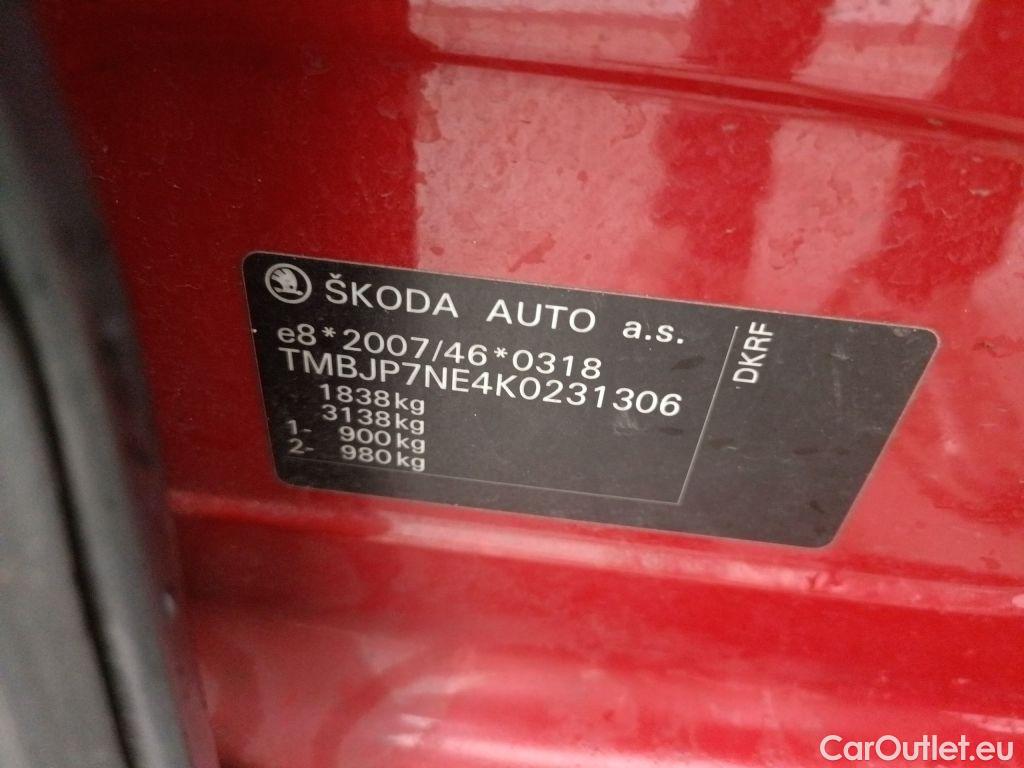 ŠKODA AUTO a.s.
e8*2007/46*0318
TMBJP7NE4K0231306
1838kg
3138kg
1- 900kg
2- 980kg
DKRF
CarOutlet.eu